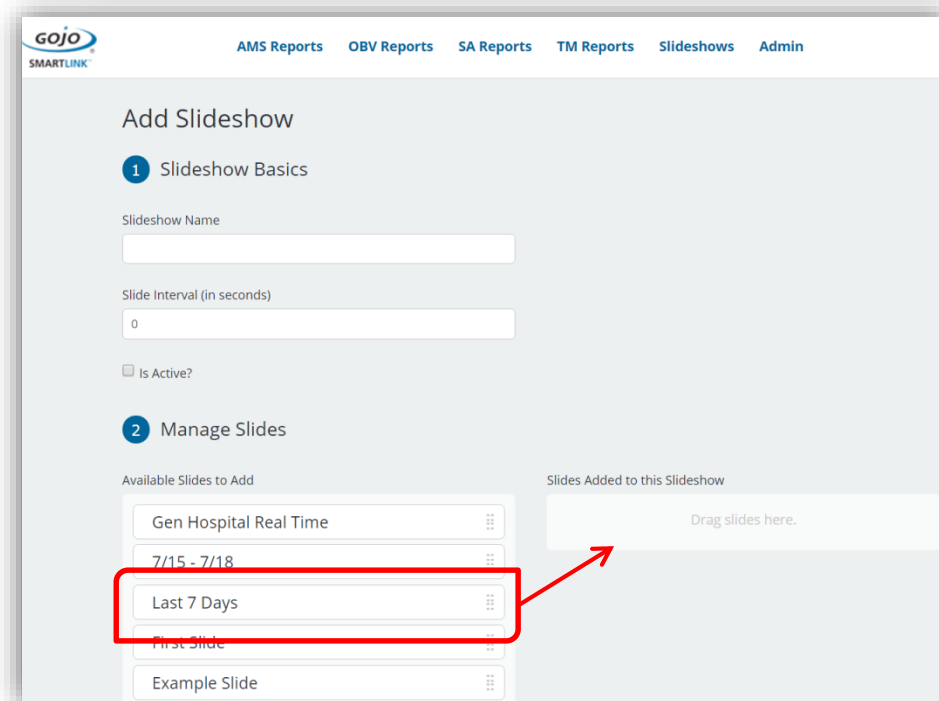 GOJO
SMARTLINK™
AMS Reports OBV Reports SA Reports TM Reports Slideshows Admin
Add Slideshow
1 Slideshow Basics
Slideshow Name
Slide Interval (in seconds)
0
Is Active?
2 Manage Slides
Available Slides to Add
Slides Added to this Slideshow
Gen Hospital Real Time
Drag slides here.
7/15 - 7/18
Last 7 Days
First Slide
Example Slide